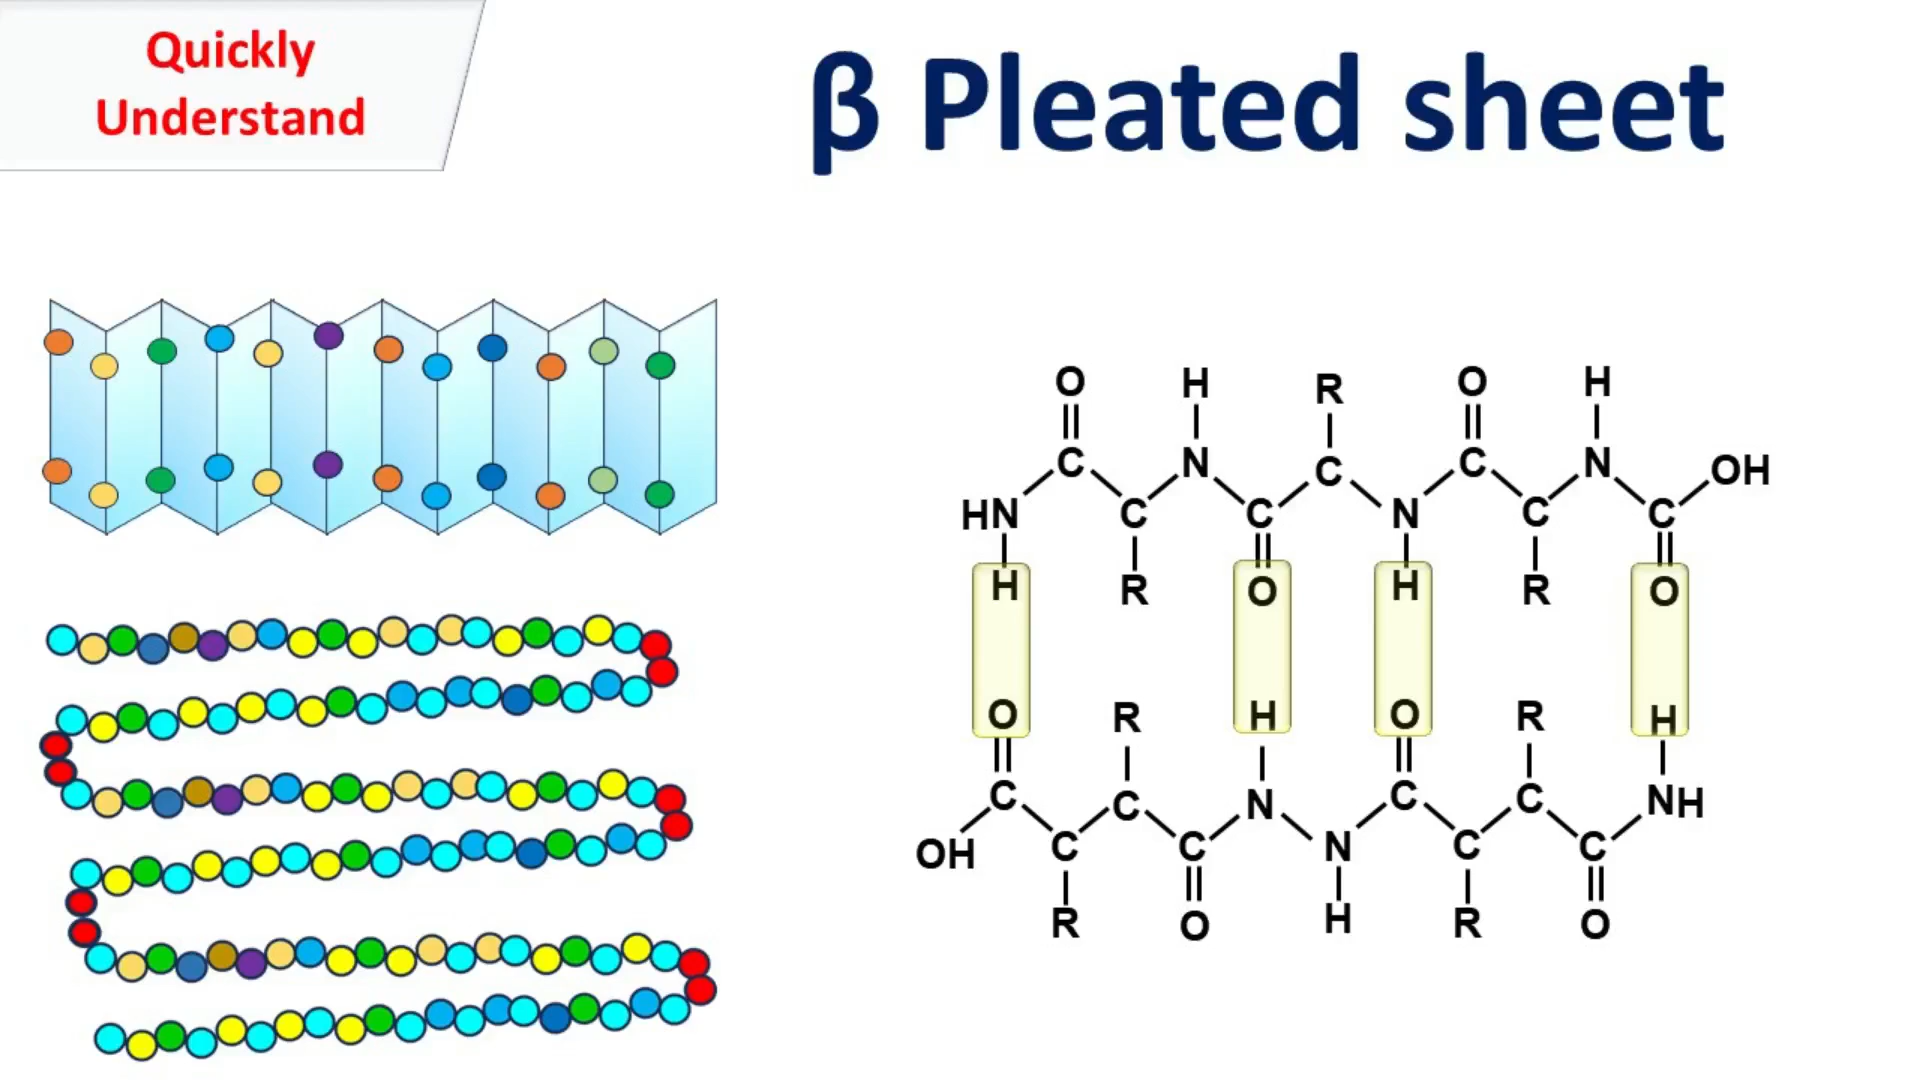 Quickly
Understand
β Pleated sheet
O H R O H
C N C C N OH
HN C C N C C
H R O H R O
O R H O R H
C C N C C NH
OH C C N C C
R O H R O